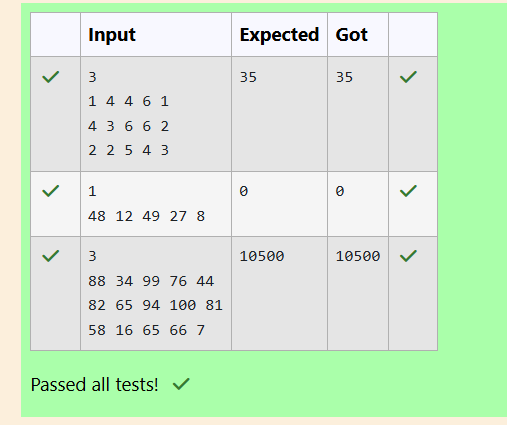 Input Expected Got
3 35 35
1 4 4 6 1
4 3 6 6 2
2 2 5 4 3
1 0 0
48 12 49 27 8
3 10500 10500
88 34 99 76 44
82 65 94 100 81
58 16 65 66 7
Passed all tests!